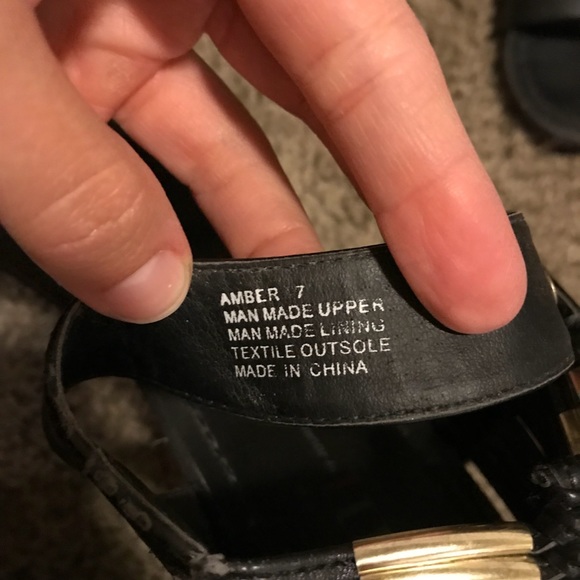 AMBER 7
MAN MADE UPPER
MAN MADE LINING
TEXTILE OUTSOLE
MADE IN CHINA